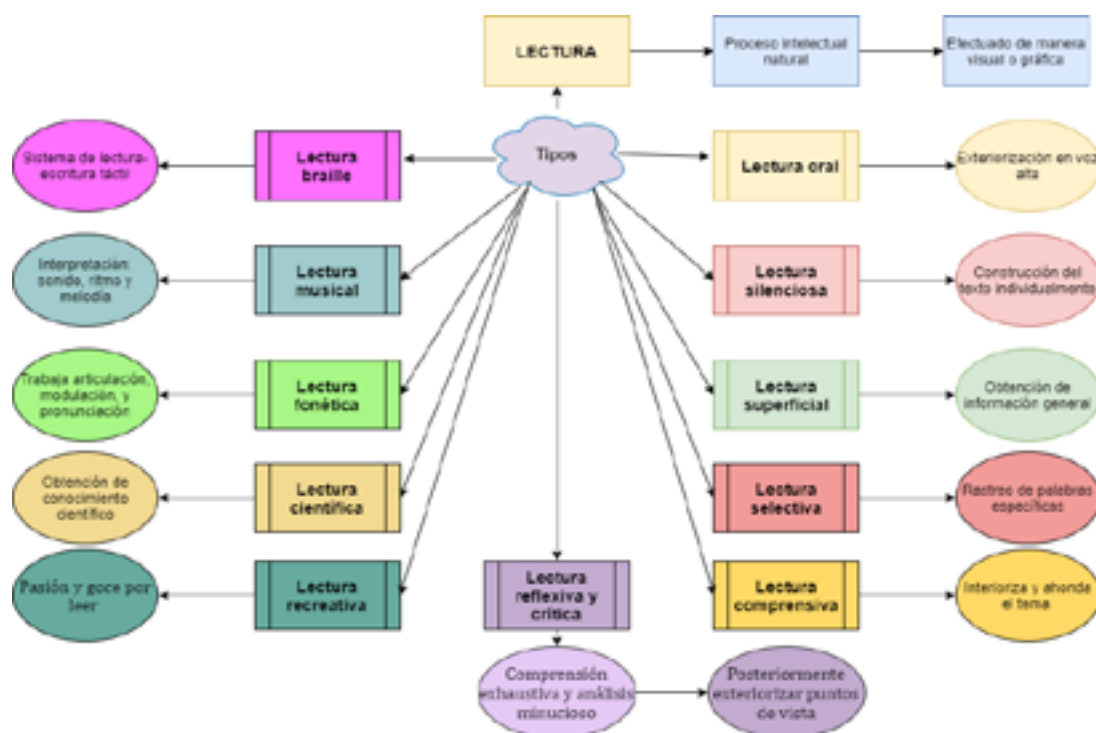 LECTURA
Proceso intelectual
natural
Efectuado de manera
visual o gráfica
Tipos
Sistema de lectura-
escritura táctil
Lectura
braille
Lectura oral
Exteriorización en voz
alta
Interpretación:
sonido, ritmo y
melodía
Lectura
musical
Lectura
silenciosa
Construcción del
texto individualmente
Trabaja articulación,
modulación, y
pronunciación
Lectura
fonética
Lectura
superficial
Obtención de
información general
Obtención de
conocimiento
científico
Lectura
científica
Lectura
selectiva
Rastreo de palabras
específicas
Pasión y goce por
leer
Lectura
recreativa
Lectura
reflexiva y
crítica
Lectura
comprensiva
Interioriza y ahonda
el tema
Comprensión
exhaustiva y análisis
minucioso
Posteriormente
exteriorizar puntos
de vista